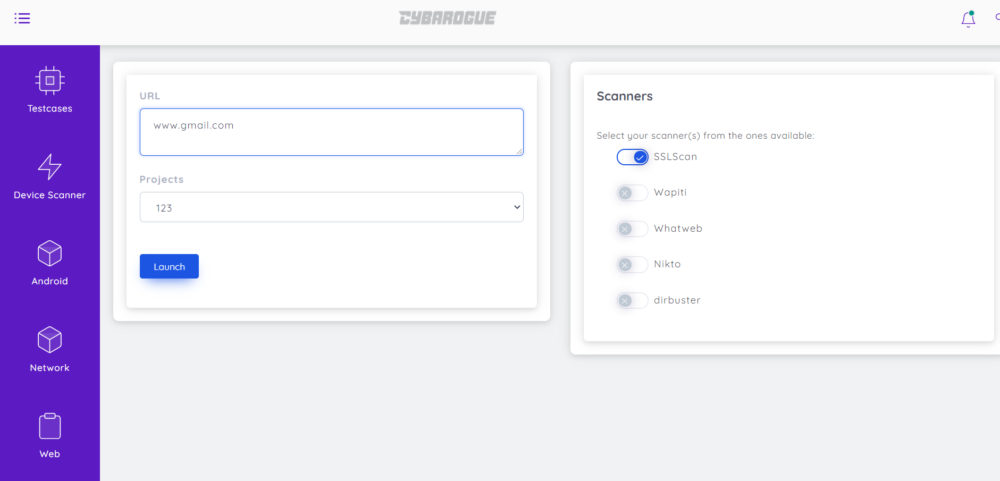 CYBAROGUE
Testcases
Device Scanner
Android
Network
Web
URL
www.gmail.com
Projects
123
Launch
Scanners
Select your scanner(s) from the ones available:
SSLScan
Wapiti
Whatweb
Nikto
dirbuster